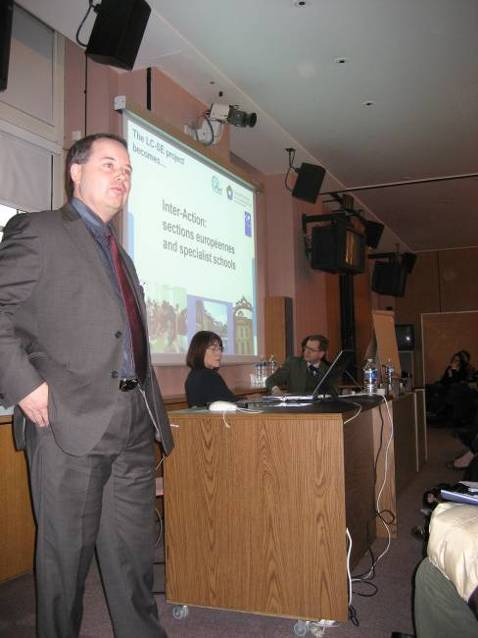 The LC-SE project
becomes...
Inter-Action:
sections europeennes
and specialist schools